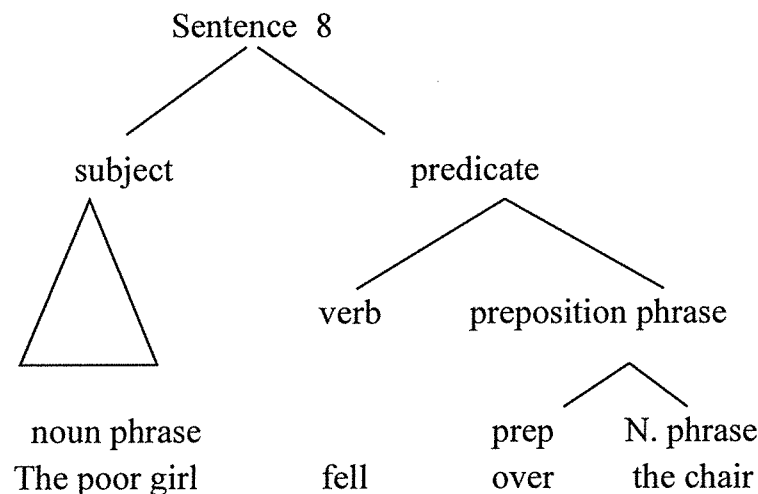 Sentence 8
subject predicate
verb preposition phrase
noun phrase prep N. phrase
The poor girl fell over the chair